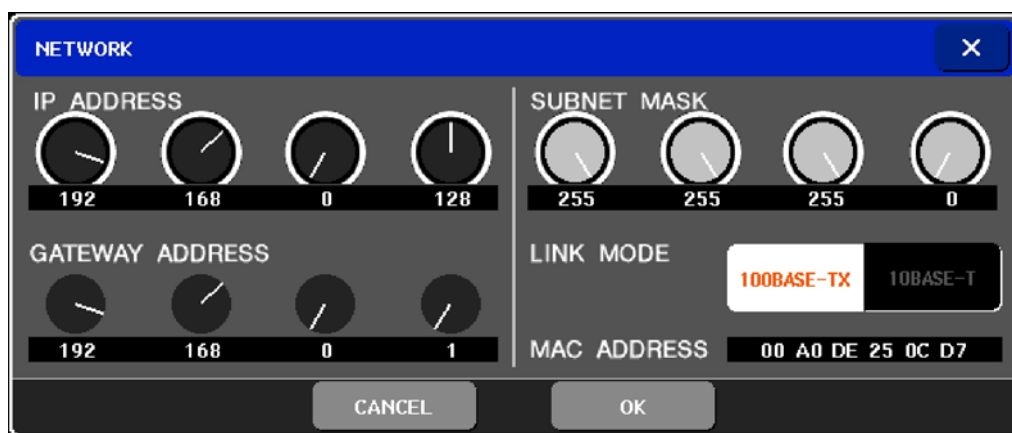 NETWORK
×
IP ADDRESS
192 168 0 128
SUBNET MASK
255 255 255 0
GATEWAY ADDRESS
192 168 0 1
LINK MODE
100BASE-TX 10BASE-T
MAC ADDRESS 00 A0 DE 25 0C D7
CANCEL OK